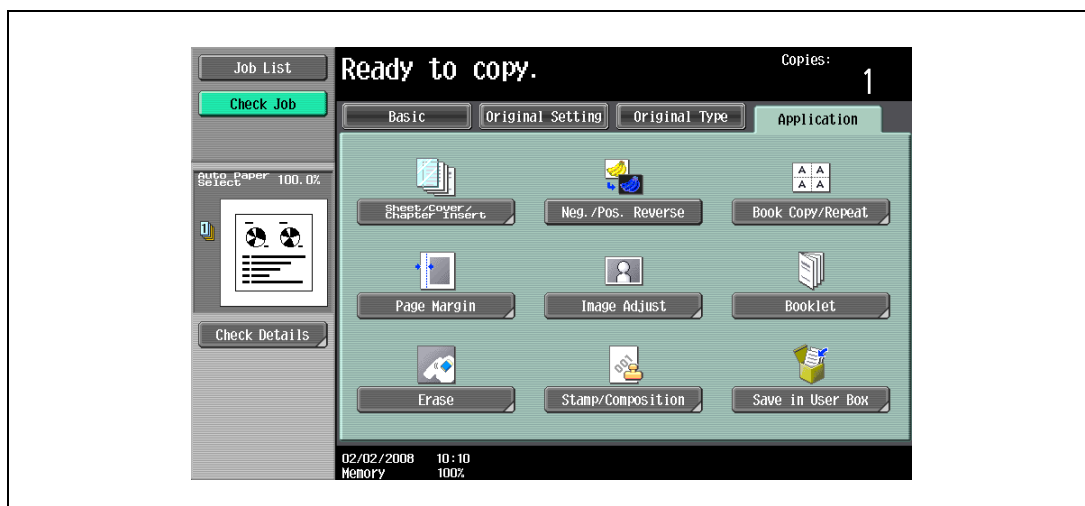 Job List
Check Job
Ready to copy.
Copies:
1
Basic
Original Setting
Original Type
Application
Auto Paper
Select
100.0%
1
Sheet/Cover/
Chapter Insert
Neg./Pos. Reverse
A A
A A
Book Copy/Repeat
Page Margin
Image Adjust
Booklet
Check Details
001
Erase
Stamp/Composition
Save in User Box
02/02/2008 10:10
Memory 100%